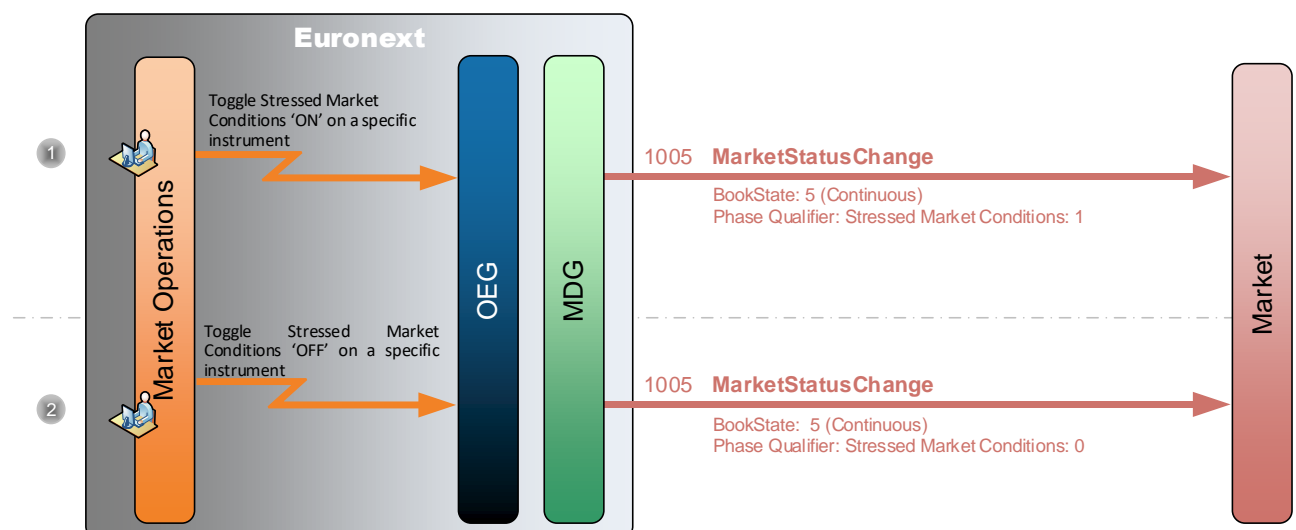 Euronext
Market Operations
OEG
MDG
Market
1
Toggle Stressed Market
Conditions ‘ON’ on a specific
instrument
1005 MarketStatusChange
BookState: 5 (Continuous)
Phase Qualifier: Stressed Market Conditions: 1
2
Toggle Stressed Market
Conditions ‘OFF’ on a specific
instrument
1005 MarketStatusChange
BookState: 5 (Continuous)
Phase Qualifier: Stressed Market Conditions: 0